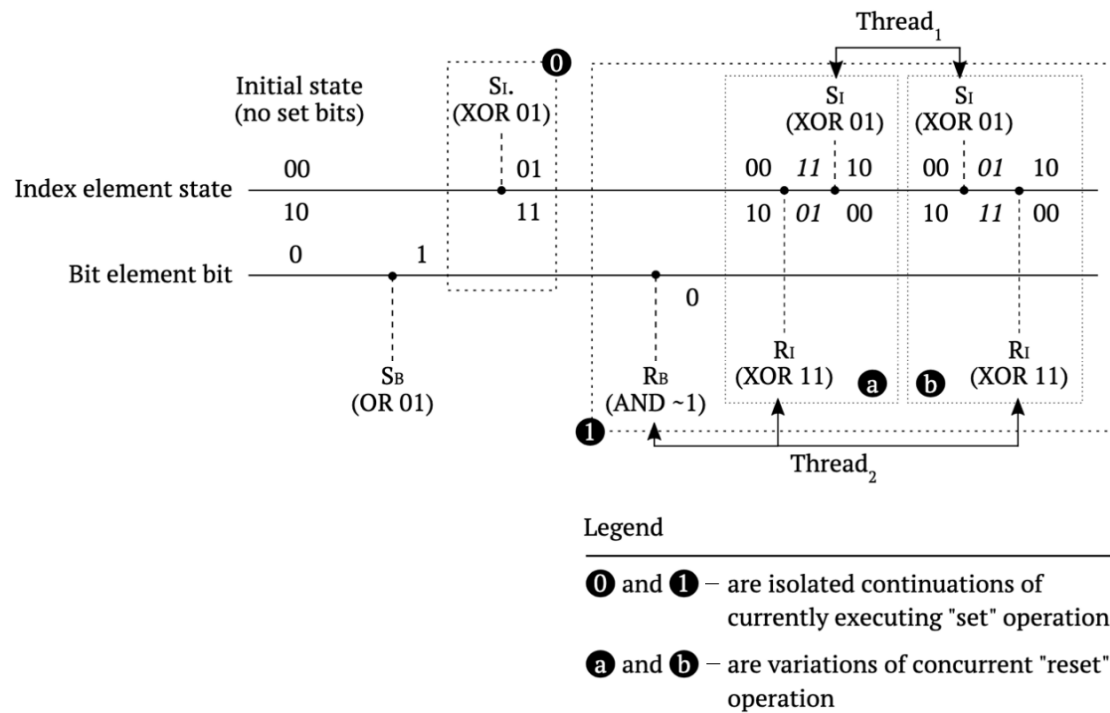 Thread1
0
Initial state
(no set bits)
SI.
(XOR 01)
SI
(XOR 01)
SI
(XOR 01)
00 01 00 11 10 00 01 10
Index element state
10 11 10 01 00 10 11 00
0 1
Bit element bit
0
SB
(OR 01)
RB
(AND ~1)
RI
(XOR 11)
a
b
RI
(XOR 11)
1
Thread2
Legend
0 and 1 – are isolated continuations of
currently executing "set" operation
a and b – are variations of concurrent "reset"
operation